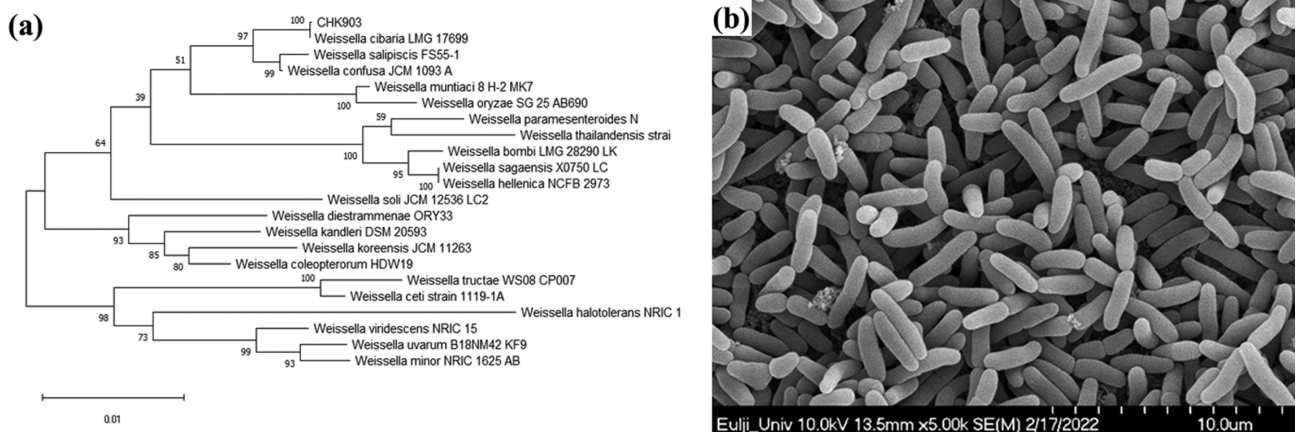 (a)
CHK903
Weissella cibaria LMG 17699
Weissella salipiscis FS55-1
Weissella confusa JCM 1093 A
Weissella muntiaci 8 H-2 MK7
Weissella oryzae SG 25 AB690
Weissella paramesenteroides N
Weissella thailandensis strai
Weissella bombi LMG 28290 LK
Weissella sagaensis X0750 LC
Weissella hellenica NCFB 2973
Weissella soli JCM 12536 LC2
Weissella diestrammenae ORY33
Weissella kandleri DSM 20593
Weissella koreensis JCM 11263
Weissella coleopterorum HDW19
Weissella tructae WS08 CP007
Weissella ceti strain 1119-1A
Weissella halotolerans NRIC 1
Weissella viridescens NRIC 15
Weissella uvarum B18NM42 KF9
Weissella minor NRIC 1625 AB
100
97
99
51
100
39
59
100
95
100
64
93
85
80
100
98
73
99
93
0.01
(b)
Eulji_Univ 10.0kV 13.5mm x5.00k SE(M) 2/17/2022
10.0um